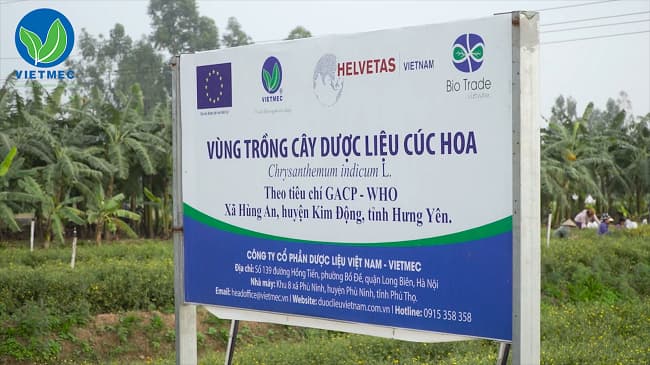 VIETMEC
VIETMEC
HELVETAS VIETNAM
Bio Trade
VÙNG TRỒNG CÂY DƯỢC LIỆU CÚC HOA
Chrysanthemum indicum L.
Theo tiêu chí GACP - WHO
Xã Hùng An, huyện Kim Động, tỉnh Hưng Yên.
CÔNG TY CỔ PHẦN DƯỢC LIỆU VIỆT NAM - VIETMEC
Địa chỉ: Số 139 đường Hồng Tiến, phường Bồ Đề, quận Long Biên, Hà Nội
Nhà máy: Khu 8 xã Phú Ninh, huyện Phù Ninh, tỉnh Phú Thọ.
Email: headoffice@vietmec.vn I Website: duoclieuvietnam.com.vn I Hotline: 0915 358 358